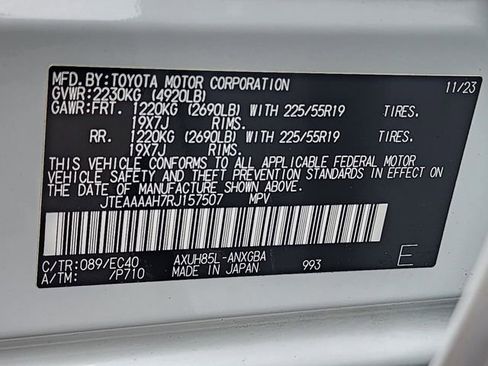 MFD.BY:TOYOTA MOTOR CORPORATION 11/23
GVWR:2230KG (4920LB)
GAWR:FRT. 1220KG (2690LB) WITH 225/55R19 TIRES.
19X7J RIMS.
RR. 1220KG (2690LB) WITH 225/55R19 TIRES.
19X7J RIMS.
THIS VEHICLE CONFORMS TO ALL APPLICABLE FEDERAL MOTOR
VEHICLE SAFETY AND THEFT PREVENTION STANDARDS IN EFFECT ON THE
DATE OF MANUFACTURE SHOWN ABOVE.
JTEAAAAH7RJ157507 MPV
C/TR:089/EC40 AXUH85L-ANXGBA
A/TM: /P710 MADE IN JAPAN 993 E